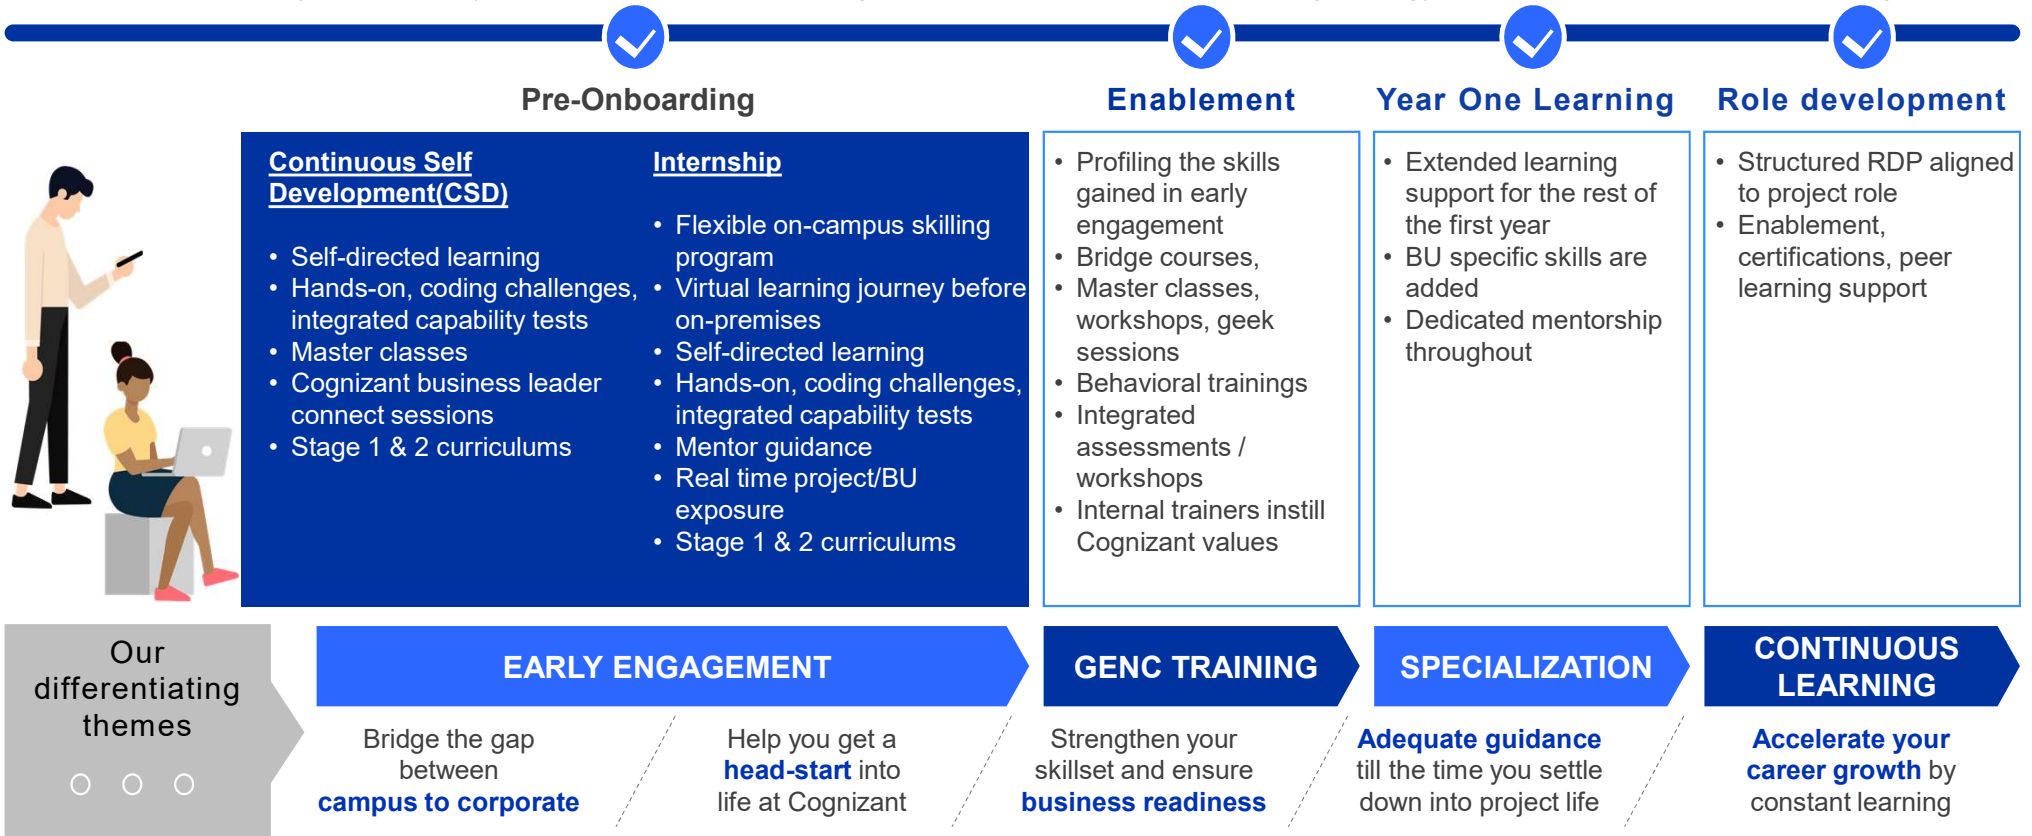 Pre-Onboarding
Enablement
Year One Learning
Role development
Continuous Self
Development(CSD)
• Self-directed learning
• Hands-on, coding challenges,
integrated capability tests
• Master classes
• Cognizant business leader
connect sessions
• Stage 1 & 2 curriculums
Internship
• Flexible on-campus skilling
program
• Virtual learning journey before
on-premises
• Self-directed learning
• Hands-on, coding challenges,
integrated capability tests
• Mentor guidance
• Real time project/BU
exposure
• Stage 1 & 2 curriculums
• Profiling the skills
gained in early
engagement
• Bridge courses,
• Master classes,
workshops, geek
sessions
• Behavioral trainings
• Integrated
assessments /
workshops
• Internal trainers instill
Cognizant values
• Extended learning
support for the rest of
the first year
• BU specific skills are
added
• Dedicated mentorship
throughout
• Structured RDP aligned
to project role
• Enablement,
certifications, peer
learning support
Our
differentiating
themes
EARLY ENGAGEMENT
GENC TRAINING
SPECIALIZATION
CONTINUOUS
LEARNING
Bridge the gap
between
campus to corporate
Help you get a
head-start into
life at Cognizant
Strengthen your
skillset and ensure
business readiness
Adequate guidance
till the time you settle
down into project life
Accelerate your
career growth by
constant learning